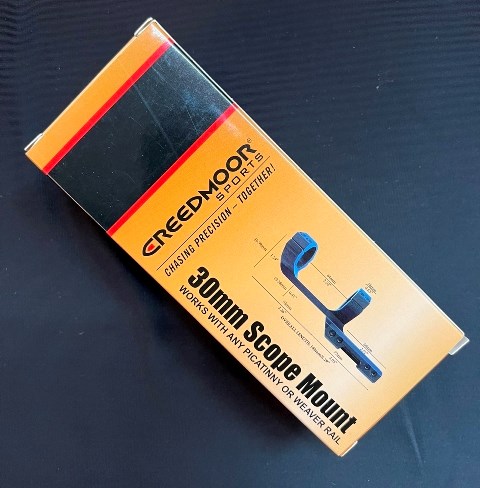 CREEDMOOR®
SPORTS
CHASING PRECISION – TOGETHER!
30mm Scope Mount
WORKS WITH ANY PICATINNY OR WEAVER RAIL